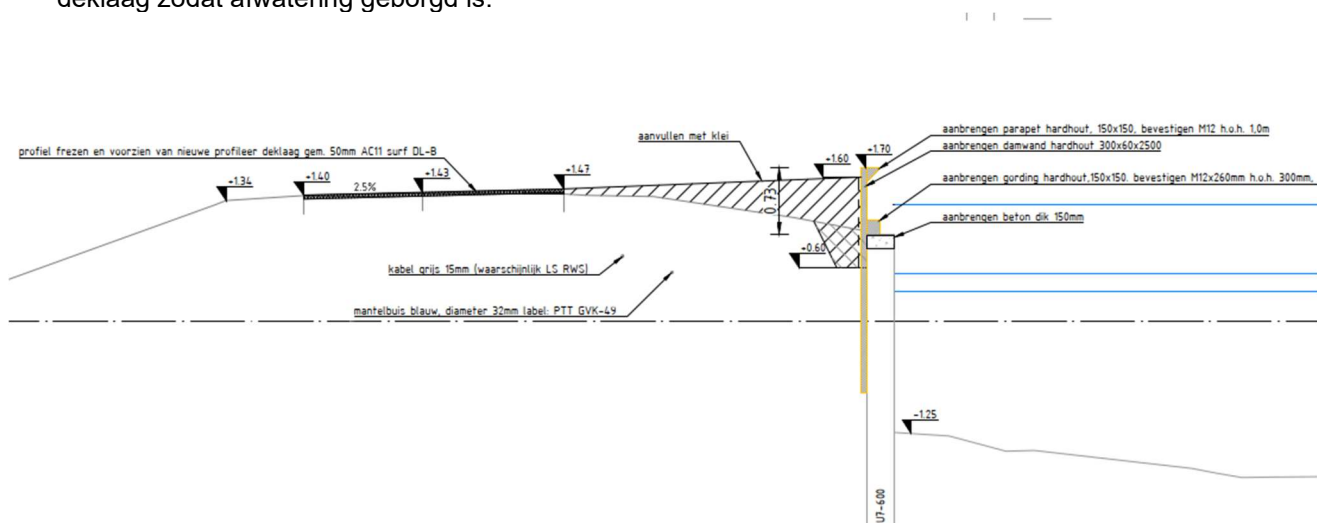 deklaag zodat afwatering geborgd is.
aanvullen met klei
aanbrengen parapet hardhout, 150x150, bevestigen M12 h.o.h. 1,0m
profiel frezen en voorzien van nieuwe profileer deklaag gem. 50mm AC11 surf DL-B
aanbrengen damwand hardhout 300x60x2500
+1.34
+1.40
2.5%
+1.43
+1.47
+1.60
+1.70
0.73
aanbrengen gording hardhout,150x150. bevestigen M12x260mm h.o.h. 300mm,
aanbrengen beton dik 150mm
+0.60
kabel grijs 15mm (waarschijnlijk LS RWS)
mantelbuis blauw, diameter 32mm label: PTT GVK-49
-1.25
U7-600